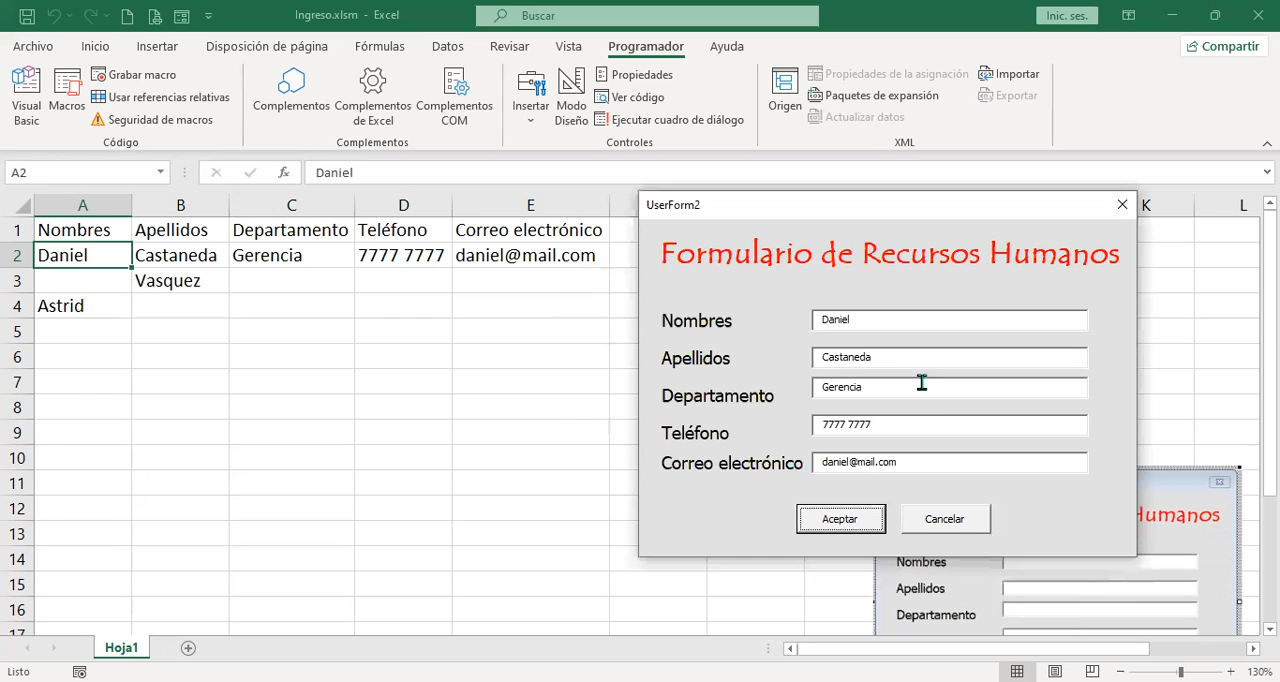 Ingreso.xlsm - Excel
Buscar
Inic. ses.
Archivo Inicio Insertar Disposición de página Fórmulas Datos Revisar Vista Programador Ayuda
Compartir
Visual Basic
Macros
Grabar macro
Usar referencias relativas
Seguridad de macros
Código
Complementos
Complementos de Excel
Complementos COM
Complementos
Insertar
Modo Diseño
Propiedades
Ver código
Ejecutar cuadro de diálogo
Controles
Origen
Propiedades de la asignación
Paquetes de expansión
Actualizar datos
Importar
Exportar
XML
A2
fx
Daniel
A B C D E K L
1 Nombres Apellidos Departamento Teléfono Correo electrónico
2 Daniel Castaneda Gerencia 7777 7777 daniel@mail.com
3 Vasquez
4 Astrid
5
6
7
8
9
10
11
12
13
14
15
16
17
UserForm2
Formulario de Recursos Humanos
Nombres Daniel
Apellidos Castaneda
Departamento Gerencia
Teléfono 7777 7777
Correo electrónico daniel@mail.com
Aceptar Cancelar
Humanos
Nombres
Apellidos
Departamento
Hoja1
Listo
130%